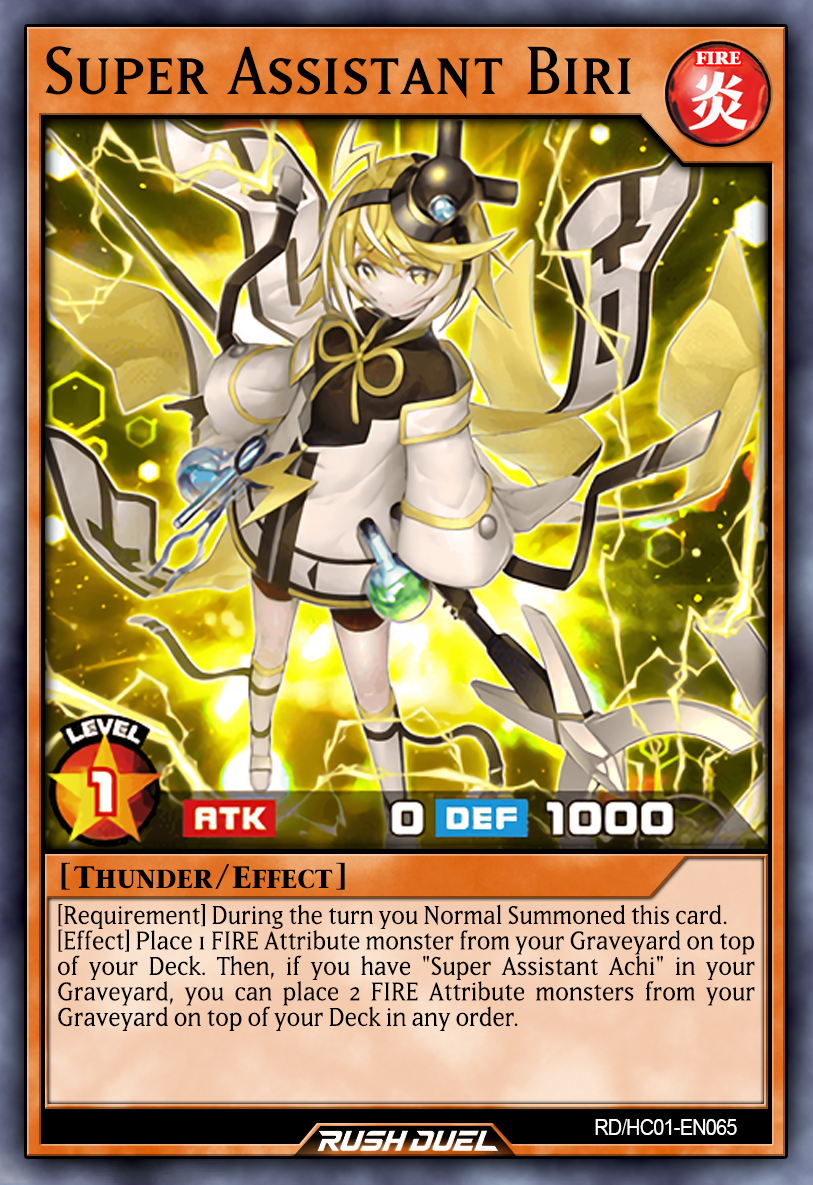 Super Assistant Biri
FIRE
炎
LEVEL
1
ATK 0 DEF 1000
[Thunder/Effect]
[Requirement] During the turn you Normal Summoned this card.
[Effect] Place 1 FIRE Attribute monster from your Graveyard on top
of your Deck. Then, if you have "Super Assistant Achi" in your
Graveyard, you can place 2 FIRE Attribute monsters from your
Graveyard on top of your Deck in any order.
RD/HC01-EN065
RUSH DUEL